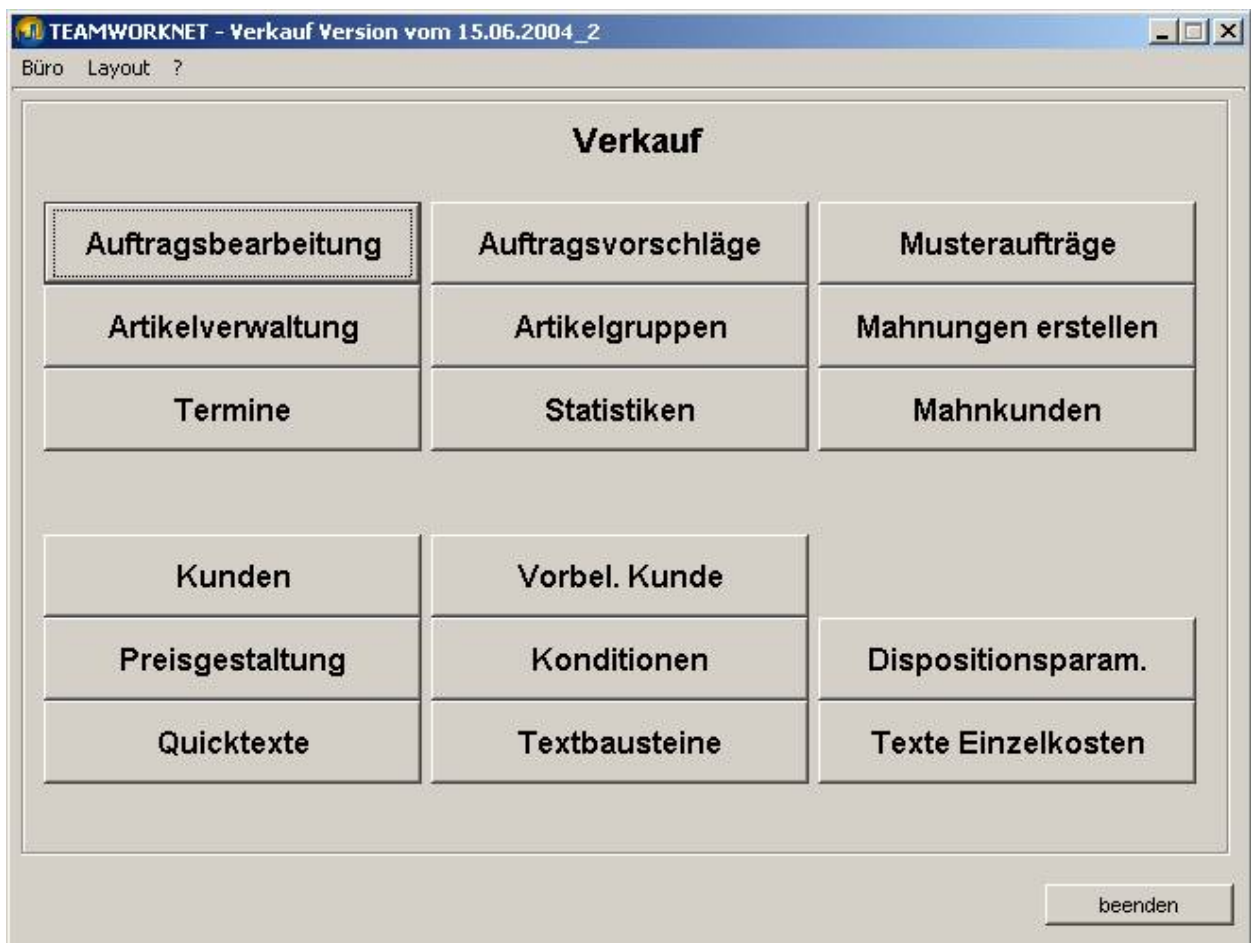 TEAMWORKNET - Verkauf Version vom 15.06.2004_2
Büro Layout ?
Verkauf
Auftragsbearbeitung Auftragsvorschläge Musteraufträge
Artikelverwaltung Artikelgruppen Mahnungen erstellen
Termine Statistiken Mahnkunden
Kunden Vorbel. Kunde
Preisgestaltung Konditionen Dispositionsparam.
Quicktexte Textbausteine Texte Einzelkosten
beenden